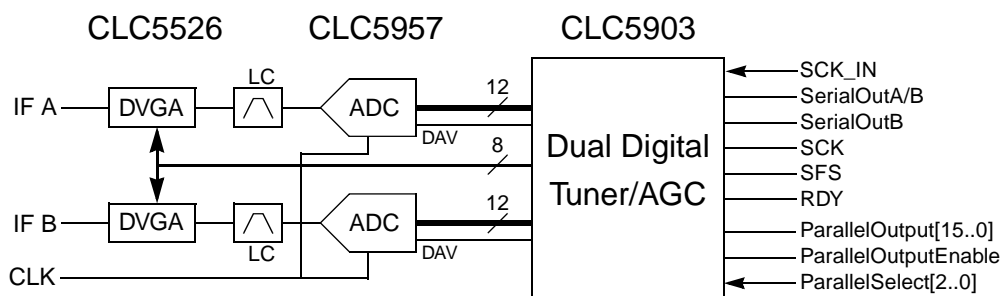 CLC5526 CLC5957 CLC5903
LC
IF A DVGA ADC 12
DAV
8
Dual Digital
Tuner/AGC
IF B DVGA ADC 12
LC
DAV
CLK
SCK_IN
SerialOutA/B
SerialOutB
SCK
SFS
RDY
ParallelOutput[15..0]
ParallelOutputEnable
ParallelSelect[2..0]